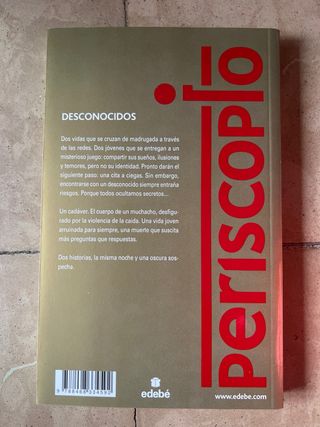 DESCONOCIDOS
Dos vidas que se cruzan de madrugada a través
de las redes. Dos jóvenes que se entregan a un
misterioso juego: compartir sus sueños, ilusiones
y temores, pero no su identidad. Pronto darán el
siguiente paso: una cita a ciegas. Sin embargo,
encontrarse con un desconocido siempre entraña
riesgos. Porque todos ocultamos secretos...
Un cadáver. El cuerpo de un muchacho, desfigu-
rado por la violencia de la caída. Una vida joven
arruinada para siempre, una muerte que suscita
más preguntas que respuestas.
Dos historias, la misma noche y una oscura sos-
pecha.
periscopio
edebé
www.edebe.com
9 788468 334592